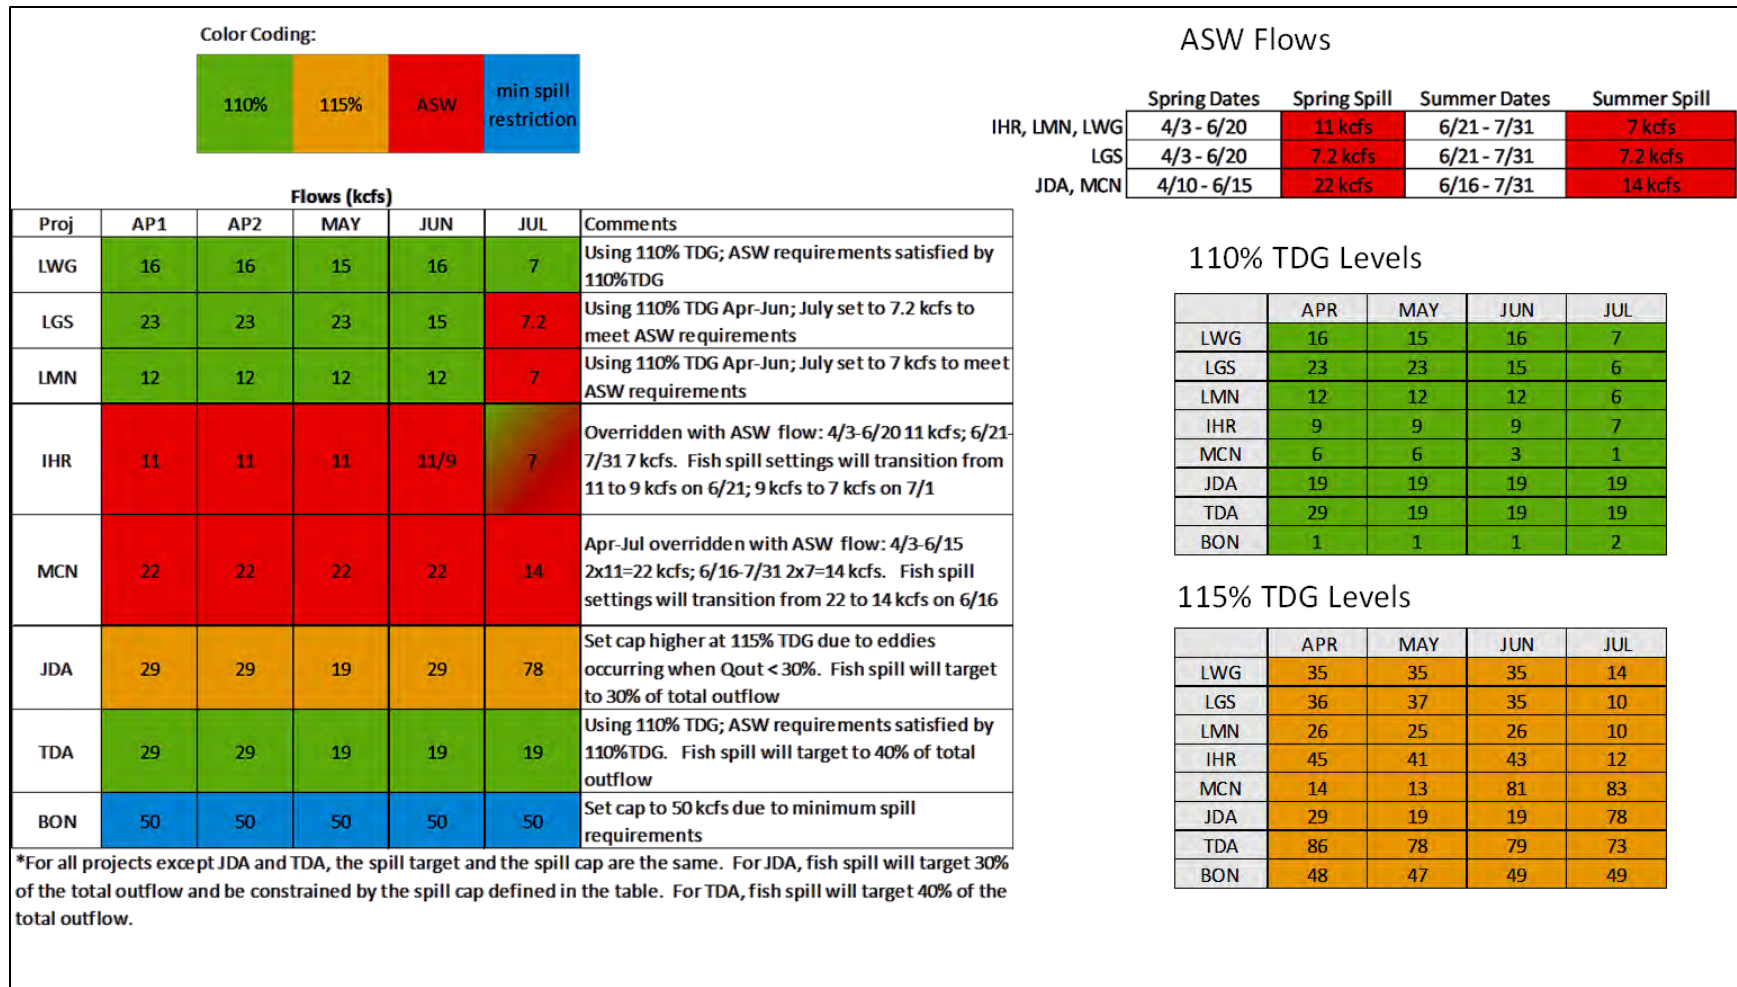 Color Coding:
110% 115% ASW min spill restriction
Flows (kcfs)
Proj AP1 AP2 MAY JUN JUL Comments
LWG 16 16 15 16 7 Using 110% TDG; ASW requirements satisfied by
110%TDG
LGS 23 23 23 15 7.2 Using 110% TDG Apr-Jun; July set to 7.2 kcfs to
meet ASW requirements
LMN 12 12 12 12 7 Using 110% TDG Apr-Jun; July set to 7 kcfs to meet
ASW requirements
IHR 11 11 11 11/9 7 Overridden with ASW flow: 4/3-6/20 11 kcfs; 6/21-
7/31 7 kcfs. Fish spill settings will transition from
11 to 9 kcfs on 6/21; 9 kcfs to 7 kcfs on 7/1
MCN 22 22 22 22 14 Apr-Jul overridden with ASW flow: 4/3-6/15
2x11=22 kcfs; 6/16-7/31 2x7=14 kcfs. Fish spill
settings will transition from 22 to 14 kcfs on 6/16
JDA 29 29 19 29 78 Set cap higher at 115% TDG due to eddies
occurring when Qout < 30%. Fish spill will target
to 30% of total outflow
TDA 29 29 19 19 19 Using 110% TDG; ASW requirements satisfied by
110%TDG. Fish spill will target to 40% of total
outflow
BON 50 50 50 50 50 Set cap to 50 kcfs due to minimum spill
requirements
*For all projects except JDA and TDA, the spill target and the spill cap are the same. For JDA, fish spill will target 30%
of the total outflow and be constrained by the spill cap defined in the table. For TDA, fish spill will target 40% of the
total outflow.
ASW Flows
Spring Dates Spring Spill Summer Dates Summer Spill
IHR, LMN, LWG 4/3 - 6/20 11 kcfs 6/21 - 7/31 7 kcfs
LGS 4/3 - 6/20 7.2 kcfs 6/21 - 7/31 7.2 kcfs
JDA, MCN 4/10 - 6/15 22 kcfs 6/16 - 7/31 14 kcfs
110% TDG Levels
APR MAY JUN JUL
LWG 16 15 16 7
LGS 23 23 15 6
LMN 12 12 12 6
IHR 9 9 9 7
MCN 6 6 3 1
JDA 19 19 19 19
TDA 29 19 19 19
BON 1 1 1 2
115% TDG Levels
APR MAY JUN JUL
LWG 35 35 35 14
LGS 36 37 35 10
LMN 26 25 26 10
IHR 45 41 43 12
MCN 14 13 81 83
JDA 29 19 19 78
TDA 86 78 79 73
BON 48 47 49 49